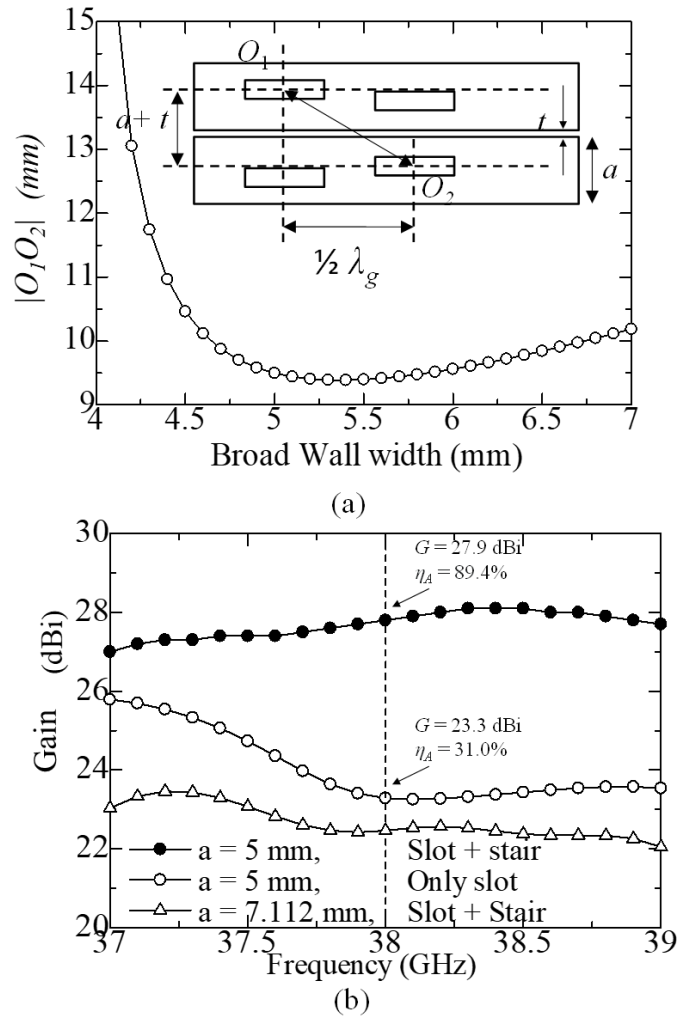 15
14
13
12
11
10
9
|O1O2| (mm)
O1
a+ t
t
a
O2
½ λg
4
4.5
5
5.5
6
6.5
7
Broad Wall width (mm)
(a)
30
28
26
24
22
20
Gain (dBi)
G = 27.9 dBi
ηA = 89.4%
G = 23.3 dBi
ηA = 31.0%
a = 5 mm, Slot + stair
a = 5 mm, Only slot
a = 7.112 mm, Slot + Stair
37
37.5
38
38.5
39
Frequency (GHz)
(b)